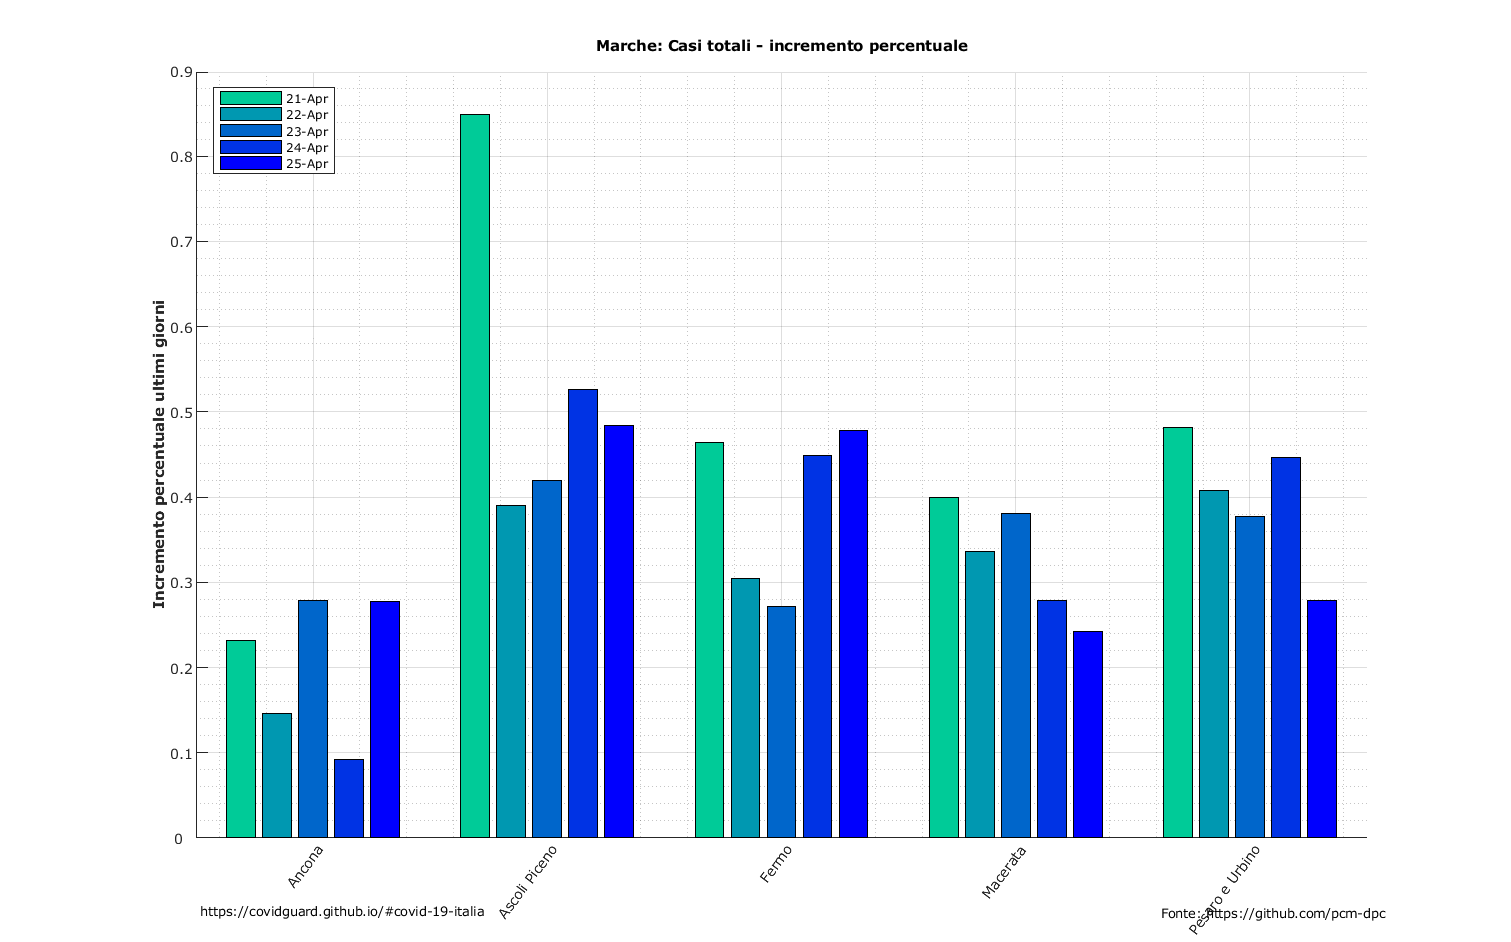 Marche: Casi totali - incremento percentuale
0.9
0.8
0.7
0.6
0.5
0.4
0.3
0.2
0.1
0
Incremento percentuale ultimi giorni
21-Apr
22-Apr
23-Apr
24-Apr
25-Apr
Ancona
Ascoli Piceno
Fermo
Macerata
Pesaro e Urbino
https://covidguard.github.io/#covid-19-italia
Fonte: https://github.com/pcm-dpc